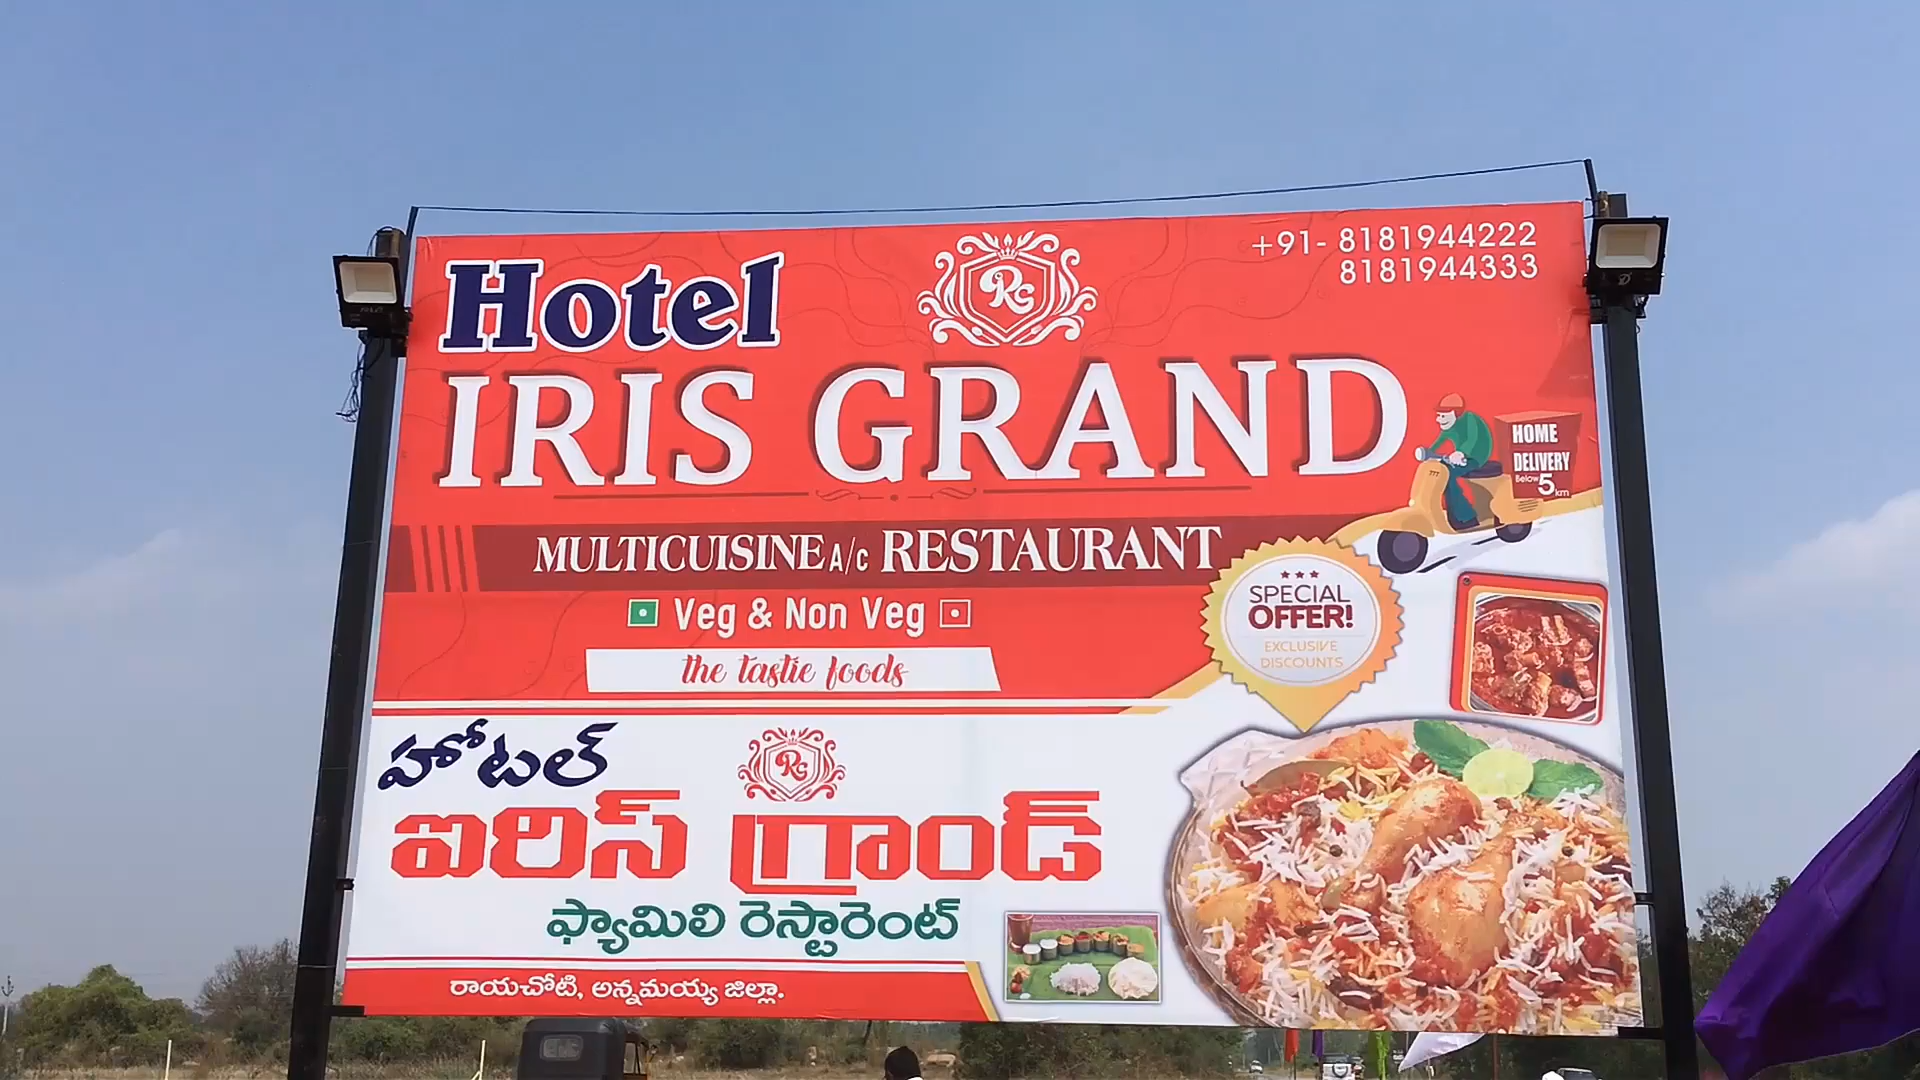 Hotel
RG
+91- 8181944222
8181944333
IRIS GRAND
HOME
DELIVERY
Below 5 km
MULTICUISINE A/C RESTAURANT
Veg & Non Veg
the tastie foods
SPECIAL
OFFER!
EXCLUSIVE
DISCOUNTS
హోటల్
RG
ఐరిస్ గ్రాండ్
ఫ్యామిలి రెస్టారెంట్
రాయచోటి, అన్నమయ్య జిల్లా.